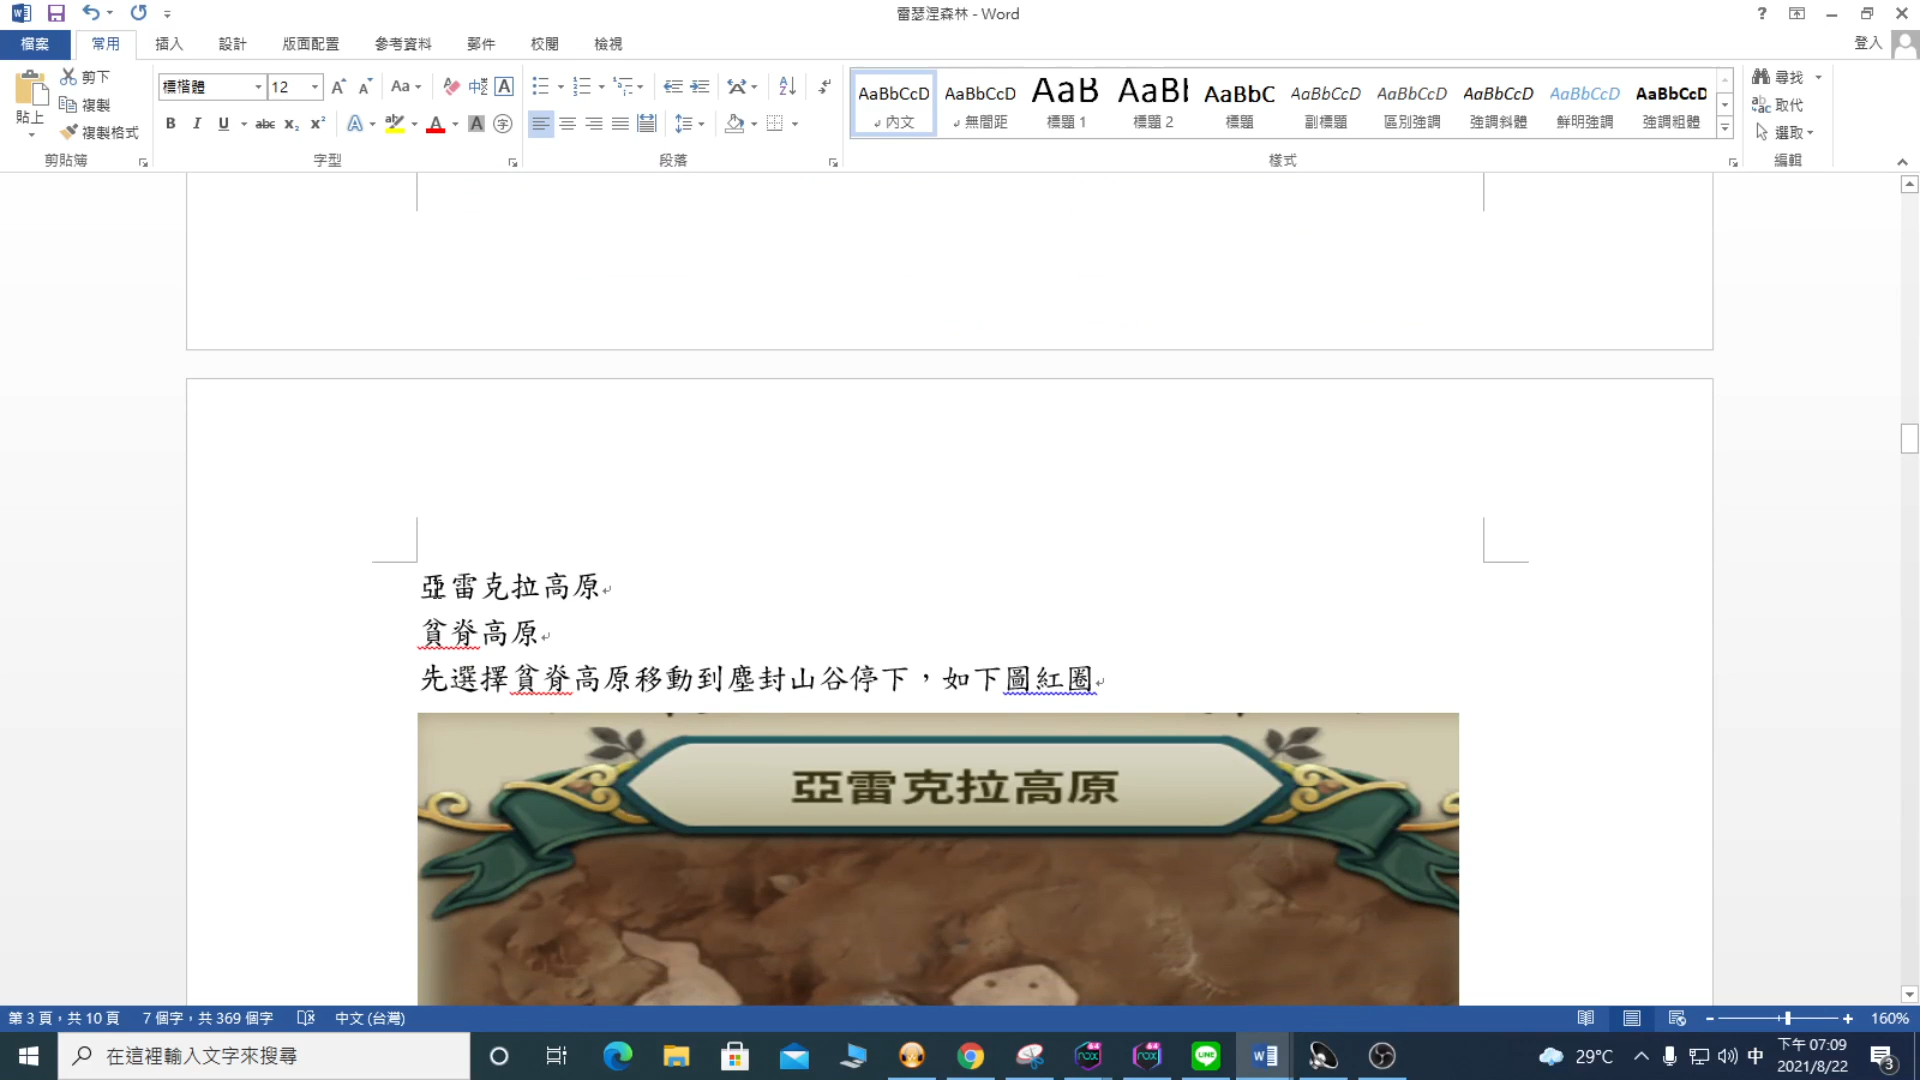 雷瑟涅森林 - Word
檔案 常用 插入 設計 版面配置 參考資料 郵件 校閱 檢視 登入
貼上 剪下 複製 複製格式 剪貼簿
標楷體 12 Aa 字型
段落
AaBbCcD AaBbCcD AaB AaBl AaBbC AaBbCcD AaBbCcD AaBbCcD AaBbCcD AaBbCcD
內文 無間距 標題 1 標題 2 標題 副標題 區別強調 強調斜體 鮮明強調 強調粗體
樣式
尋找 取代 選取 編輯
亞雷克拉高原
貧脊高原
先選擇貧脊高原移動到塵封山谷停下，如下圖紅圈
亞雷克拉高原
第 3 頁，共 10 頁 7 個字，共 369 個字 中文 (台灣) 160%
在這裡輸入文字來搜尋 29°C 中 下午 07:09
2021/8/22 3